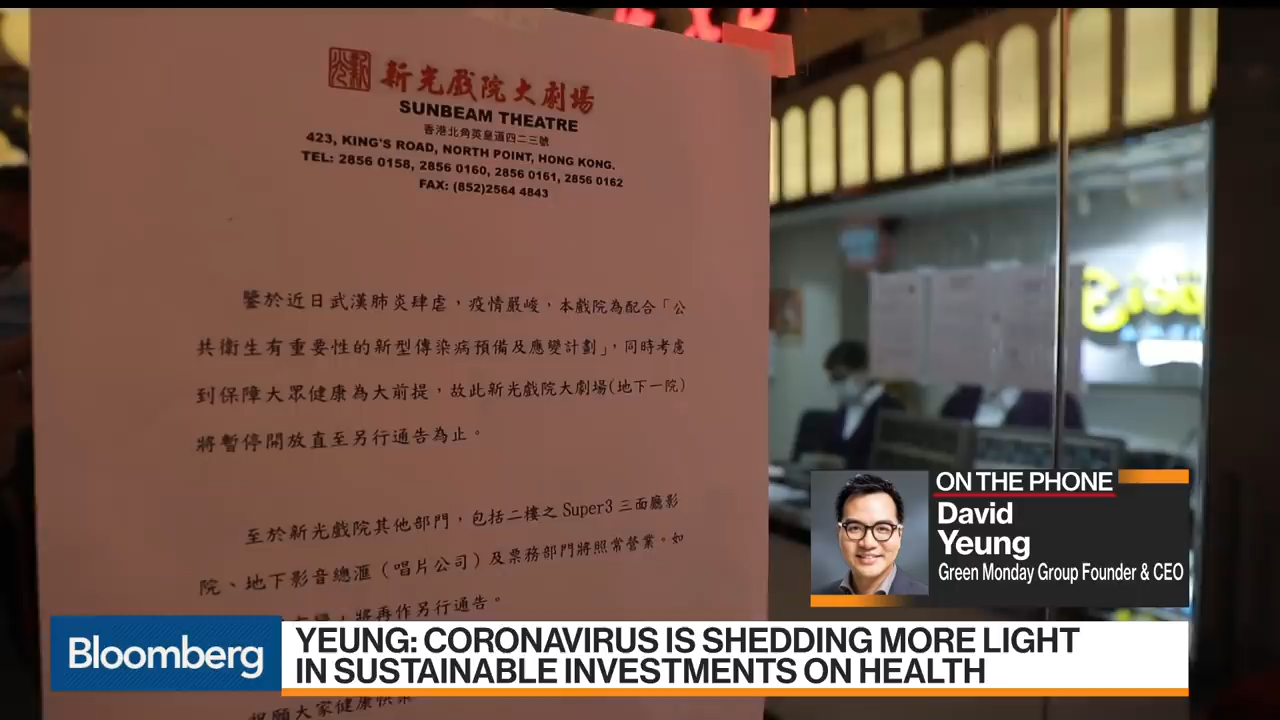 新光戲院大劇場
SUNBEAM THEATRE
香港北角英皇道四二三號
423, KING'S ROAD, NORTH POINT, HONG KONG.
TEL: 2856 0158, 2856 0160, 2856 0161, 2856 0162
FAX: (852)2564 4843
鑒於近日武漢肺炎肆虐，疫情嚴峻，本戲院為配合「公
共衛生有重要性的新型傳染病預備及應變計劃」，同時考慮
到保障大眾健康為大前提，故此新光戲院大劇場(地下一院)
將暫停開放直至另行通告為止。
至於新光戲院其他部門，包括二樓之 Super3 三面廳影
院、地下影音總滙（唱片公司）及票務部門將照常營業。如
將再作另行通告。
祝願大家健康快樂
ON THE PHONE
David
Yeung
Green Monday Group Founder & CEO
Bloomberg
YEUNG: CORONAVIRUS IS SHEDDING MORE LIGHT
IN SUSTAINABLE INVESTMENTS ON HEALTH